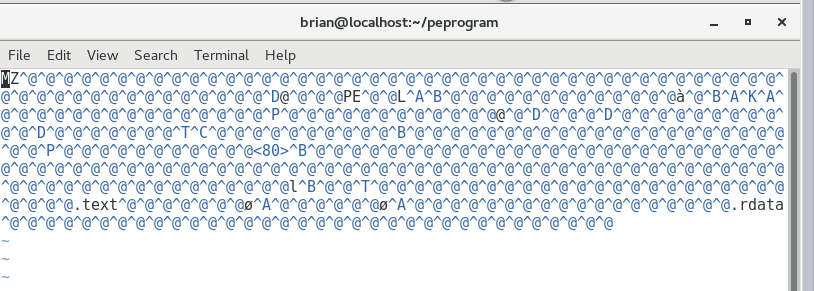 brian@localhost:~/peprogram
File Edit View Search Terminal Help
MZ^@^@^@^@^@^@^@^@^@^@^@^@^@^@^@^@^@^@^@^@^@^@^@^@^@^@^@^@^@^@^@^@^@^@^@^@^@^@^@^@^@^@^
@^@^@^@^@^@^@^@^@^@^@^@^@^@^@^D@^@^@^@PE^@^@L^A^B^@^@^@^@^@^@^@^@^@^@^@^@^@à^@^B^A^K^A^
@^@^@^@^@^@^@^@^@^@^@^@^@^@^@^P^@^@^@^@^@^@^@^@^@^@^@^@@^@^D^@^@^@^D^@^@^@^@^@^@^@^@^@^
@^@^D^@^@^@^@^@^@^@^T^C^@^@^@^@^@^@^@^@^@^@^B^@^@^@^@^@^@^@^@^@^@^@^@^@^@^@^@^@^@^@^@^@
^@^@^P^@^@^@^@^@^@^@^@^@^@^@<80>^B^@^@^@^@^@^@^@^@^@^@^@^@^@^@^@^@^@^@^@^@^@^@^@^@^@^@^
@^@^@^@^@^@^@^@^@^@^@^@^@^@^@^@^@^@^@^@^@^@^@^@^@^@^@^@^@^@^@^@^@^@^@^@^@^@^@^@^@^@^@^@
^@^@^@^@^@^@^@^@^@^@^@^@^@^@^@^@l^B^@^@^T^@^@^@^@^@^@^@^@^@^@^@^@^@^@^@^@^@^@^@^@^@^@^@
^@^@^@^@.text^@^@^@^@^@^@^@ø^A^@^@^@^@^@^@ø^A^@^@^@^@^@^@^@^@^@^@^@^@^@^@^@^@^@^@.rdata
^@^@^@^@^@^@^@^@^@^@^@^@^@^@^@^@^@^@^@^@^@^@^@^@^@^@^@^@^@^@^@^@^@^@
~
~
~